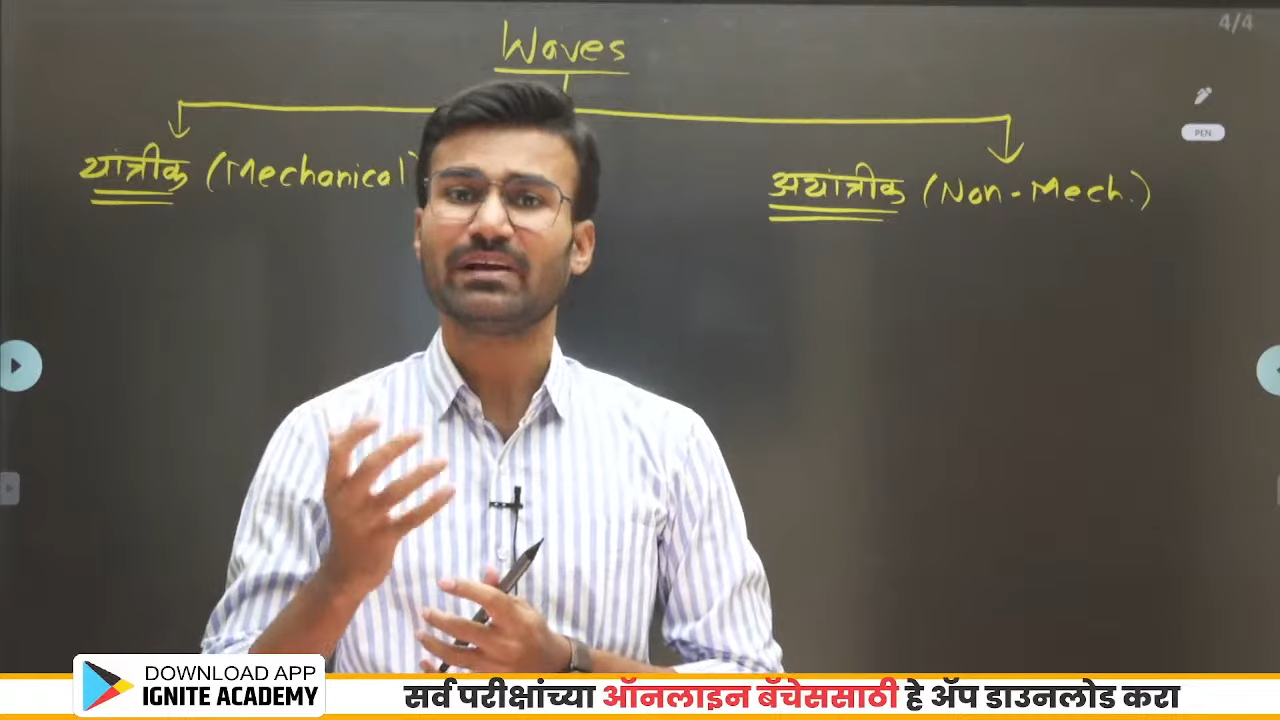 4/4
Waves
PEN
यांत्रीक (Mechanical)
अयांत्रीक (Non-Mech.)
DOWNLOAD APP
IGNITE ACADEMY
सर्व परीक्षांच्या ऑनलाइन बॅचेससाठी हे ॲप डाउनलोड करा